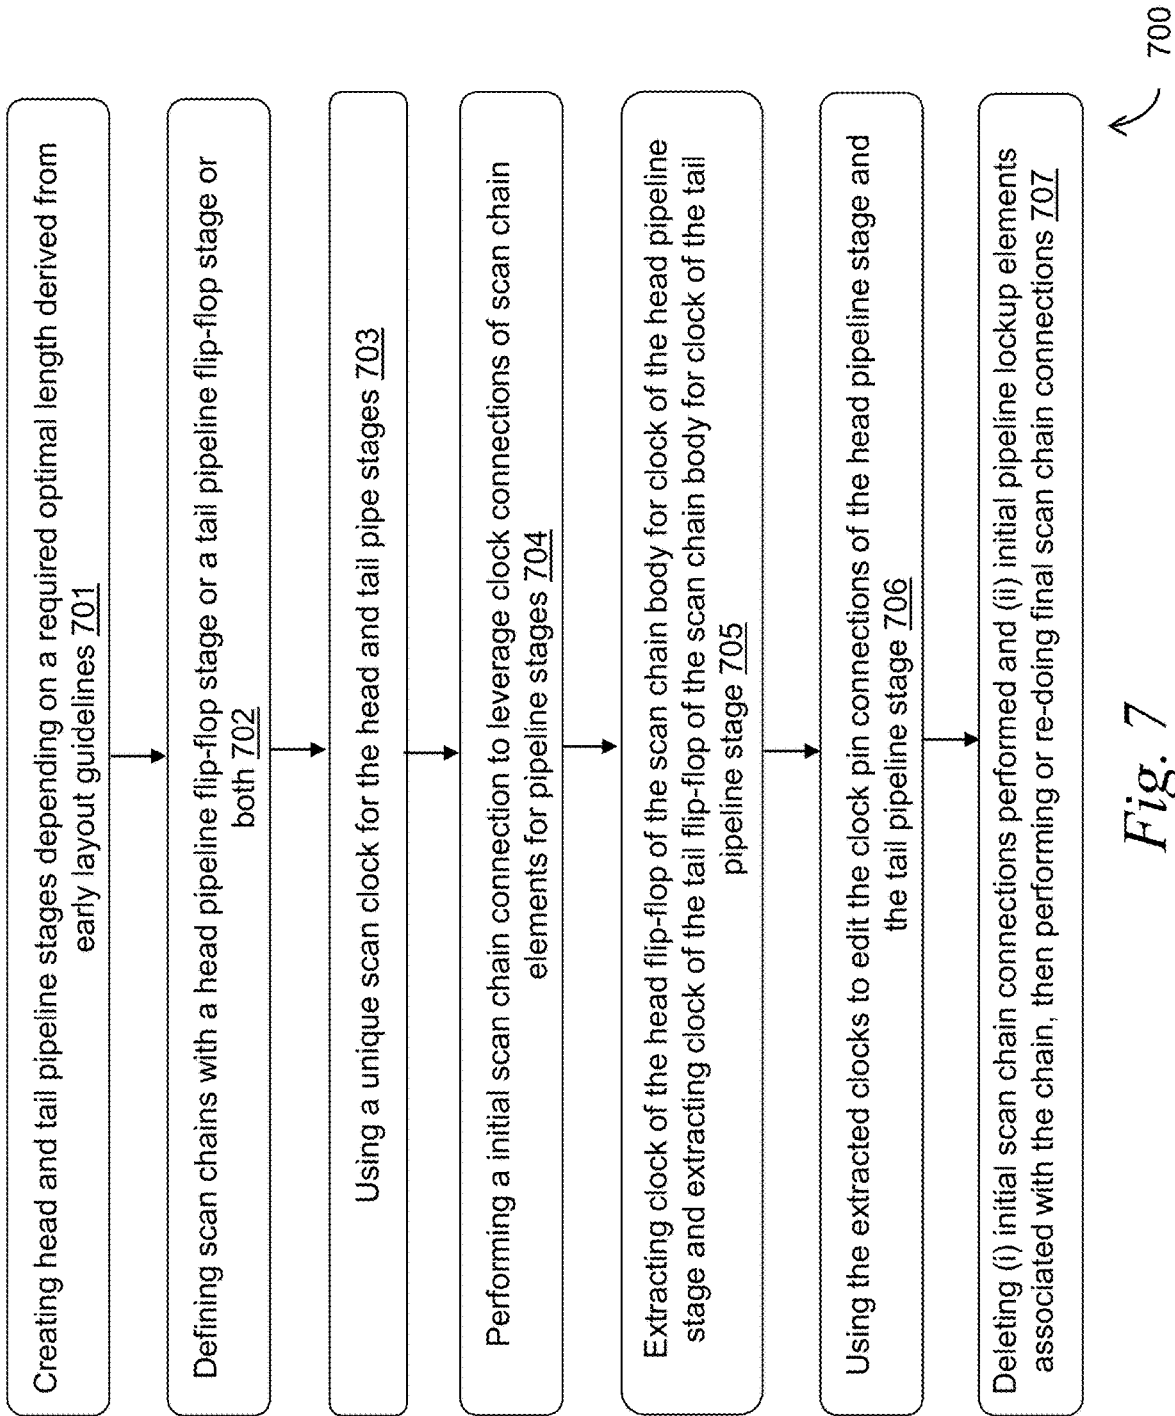 Creating head and tail pipeline stages depending on a required optimal length derived from
early layout guidelines 701
Defining scan chains with a head pipeline flip-flop stage or a tail pipeline flip-flop stage or
both 702
Using a unique scan clock for the head and tail pipe stages 703
Performing a initial scan chain connection to leverage clock connections of scan chain
elements for pipeline stages 704
Extracting clock of the head flip-flop of the scan chain body for clock of the head pipeline
stage and extracting clock of the tail flip-flop of the scan chain body for clock of the tail
pipeline stage 705
Using the extracted clocks to edit the clock pin connections of the head pipeline stage and
the tail pipeline stage 706
Deleting (i) initial scan chain connections performed and (ii) initial pipeline lockup elements
associated with the chain, then performing or re-doing final scan chain connections 707
700
Fig. 7